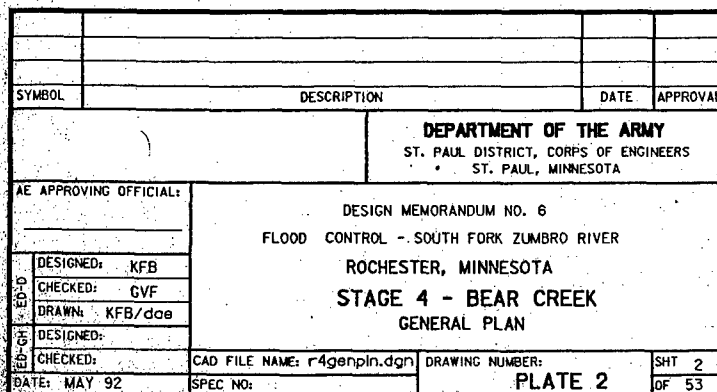 SYMBOL DESCRIPTION DATE APPROVAL
DEPARTMENT OF THE ARMY
ST. PAUL DISTRICT, CORPS OF ENGINEERS
ST. PAUL, MINNESOTA
AE APPROVING OFFICIAL:
DESIGN MEMORANDUM NO. 6
FLOOD CONTROL - SOUTH FORK ZUMBRO RIVER
ROCHESTER, MINNESOTA
STAGE 4 - BEAR CREEK
GENERAL PLAN
ED-D
DESIGNED: KFB
CHECKED: GVF
DRAWN: KFB/dae
ED-GH
DESIGNED:
CHECKED:
DATE: MAY 92
CAD FILE NAME: r4genpln.dgn
SPEC NO:
DRAWING NUMBER:
PLATE 2
SHT 2
OF 53